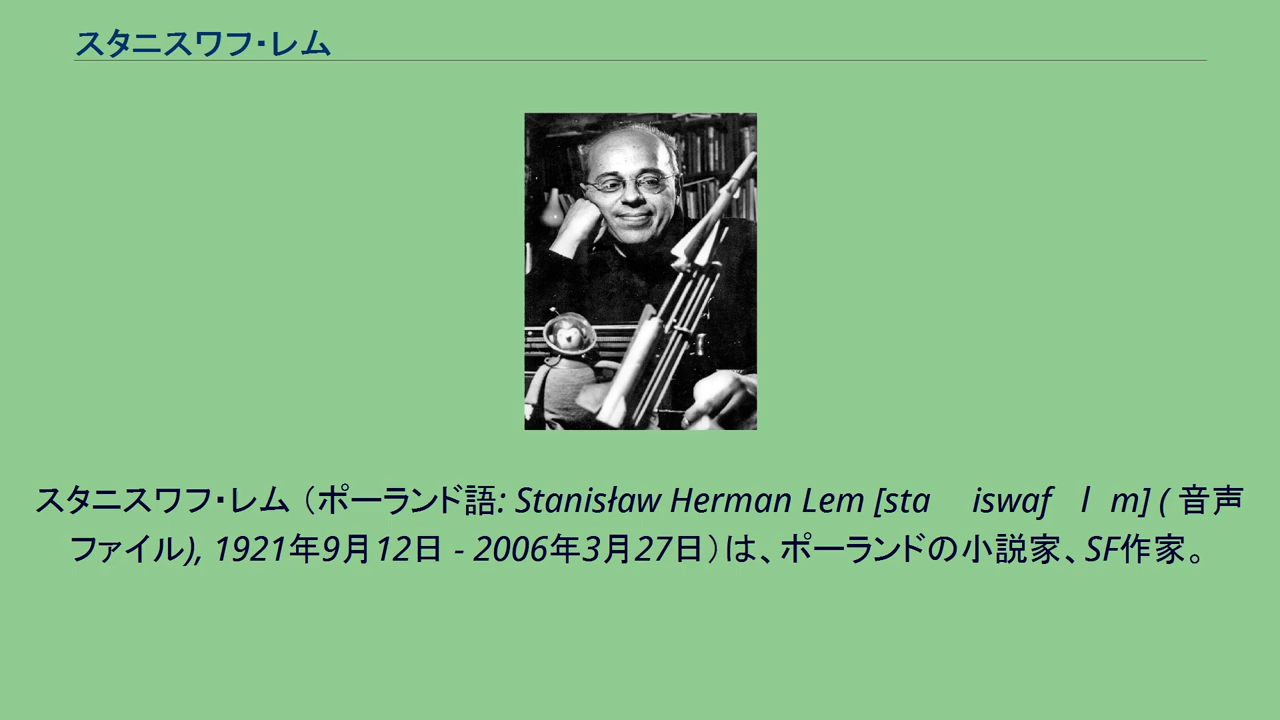 スタニスワフ・レム
スタニスワフ・レム（ポーランド語: Stanisław Herman Lem [sta iswaf l m] ( 音声
ファイル), 1921年9月12日 - 2006年3月27日）は、ポーランドの小説家、SF作家。